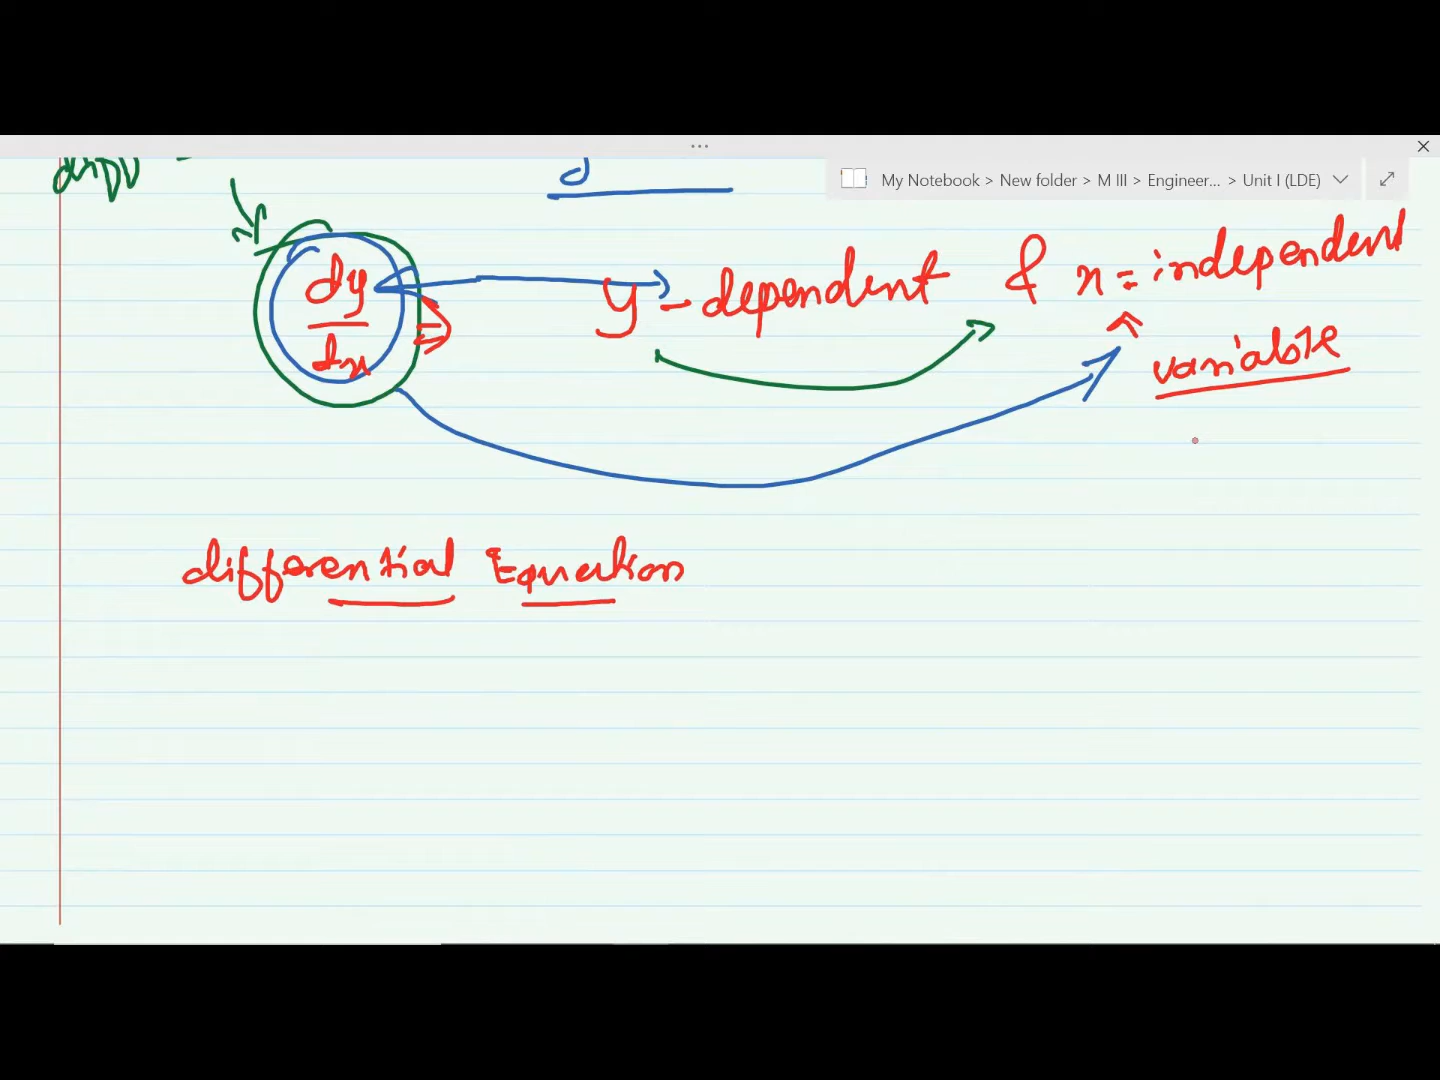 My Notebook > New folder > M III > Engineer... > Unit I (LDE)
dy/dx y - dependent & x = independent
variable
differential Equation